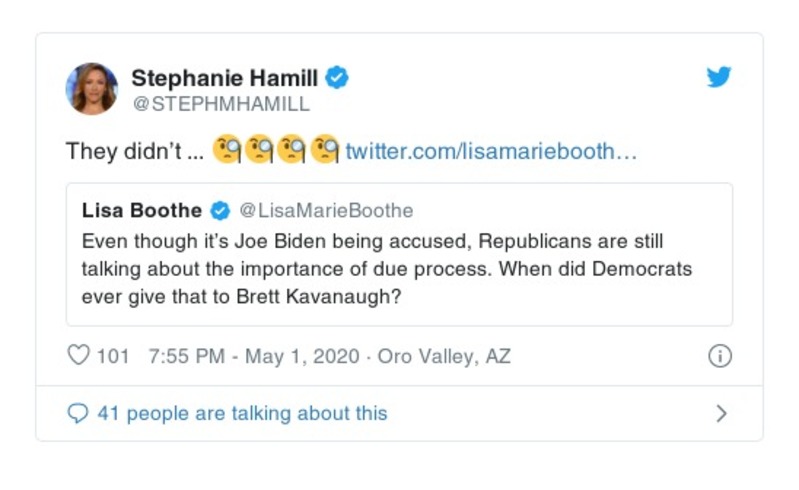 Stephanie Hamill
@STEPHMHAMILL
They didn’t ... 🧐🧐🧐🧐 twitter.com/lisamariebooth…
Lisa Boothe @LisaMarieBoothe
Even though it’s Joe Biden being accused, Republicans are still
talking about the importance of due process. When did Democrats
ever give that to Brett Kavanaugh?
101 7:55 PM - May 1, 2020 · Oro Valley, AZ
41 people are talking about this